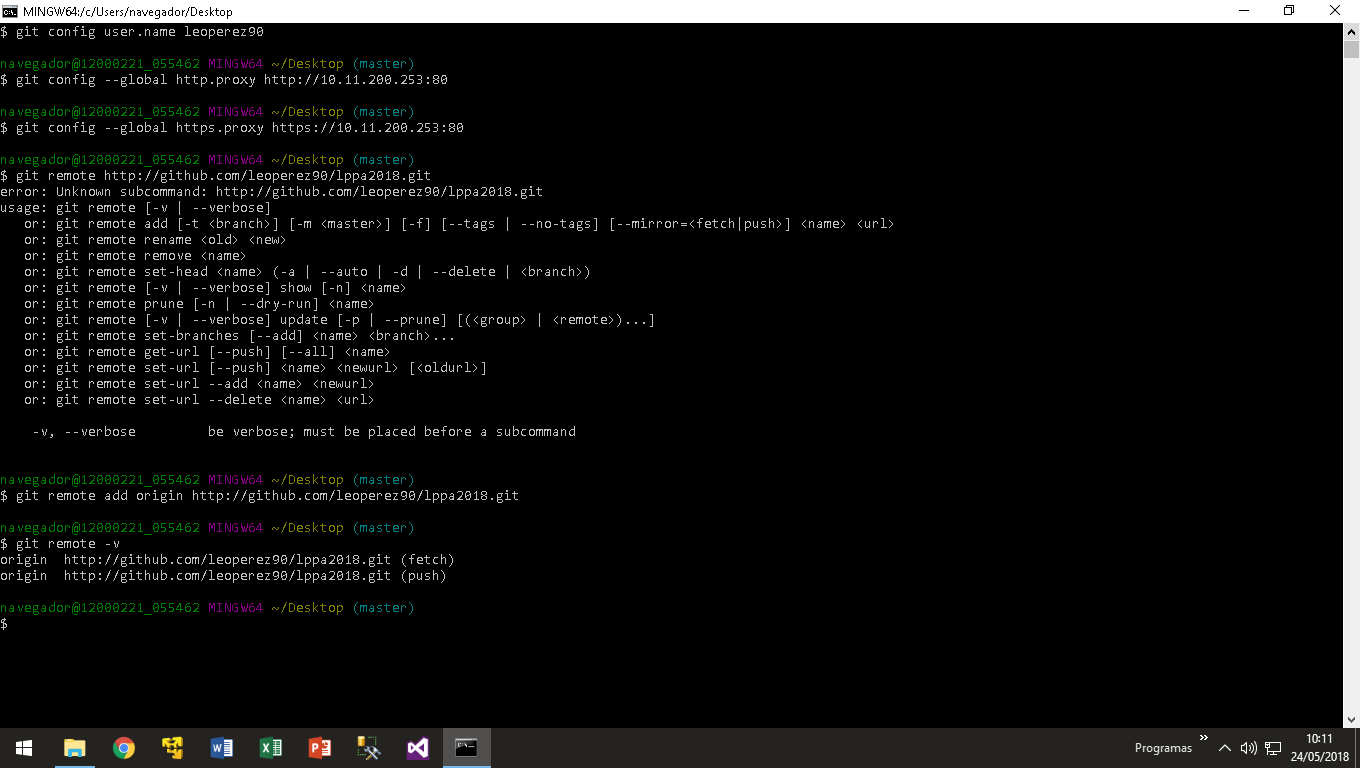 MINGW64:/c/Users/navegador/Desktop
$ git config user.name leoperez90
navegador@12000221_055462 MINGW64 ~/Desktop (master)
$ git config --global http.proxy http://10.11.200.253:80
navegador@12000221_055462 MINGW64 ~/Desktop (master)
$ git config --global https.proxy https://10.11.200.253:80
navegador@12000221_055462 MINGW64 ~/Desktop (master)
$ git remote http://github.com/leoperez90/lppa2018.git
error: Unknown subcommand: http://github.com/leoperez90/lppa2018.git
usage: git remote [-v | --verbose]
   or: git remote add [-t <branch>] [-m <master>] [-f] [--tags | --no-tags] [--mirror=<fetch|push>] <name> <url>
   or: git remote rename <old> <new>
   or: git remote remove <name>
   or: git remote set-head <name> (-a | --auto | -d | --delete | <branch>)
   or: git remote [-v | --verbose] show [-n] <name>
   or: git remote prune [-n | --dry-run] <name>
   or: git remote [-v | --verbose] update [-p | --prune] [(<group> | <remote>)...]
   or: git remote set-branches [--add] <name> <branch>...
   or: git remote get-url [--push] [--all] <name>
   or: git remote set-url [--push] <name> <newurl> [<oldurl>]
   or: git remote set-url --add <name> <newurl>
   or: git remote set-url --delete <name> <url>
    -v, --verbose         be verbose; must be placed before a subcommand
navegador@12000221_055462 MINGW64 ~/Desktop (master)
$ git remote add origin http://github.com/leoperez90/lppa2018.git
navegador@12000221_055462 MINGW64 ~/Desktop (master)
$ git remote -v
origin  http://github.com/leoperez90/lppa2018.git (fetch)
origin  http://github.com/leoperez90/lppa2018.git (push)
navegador@12000221_055462 MINGW64 ~/Desktop (master)
$
Programas
10:11
24/05/2018